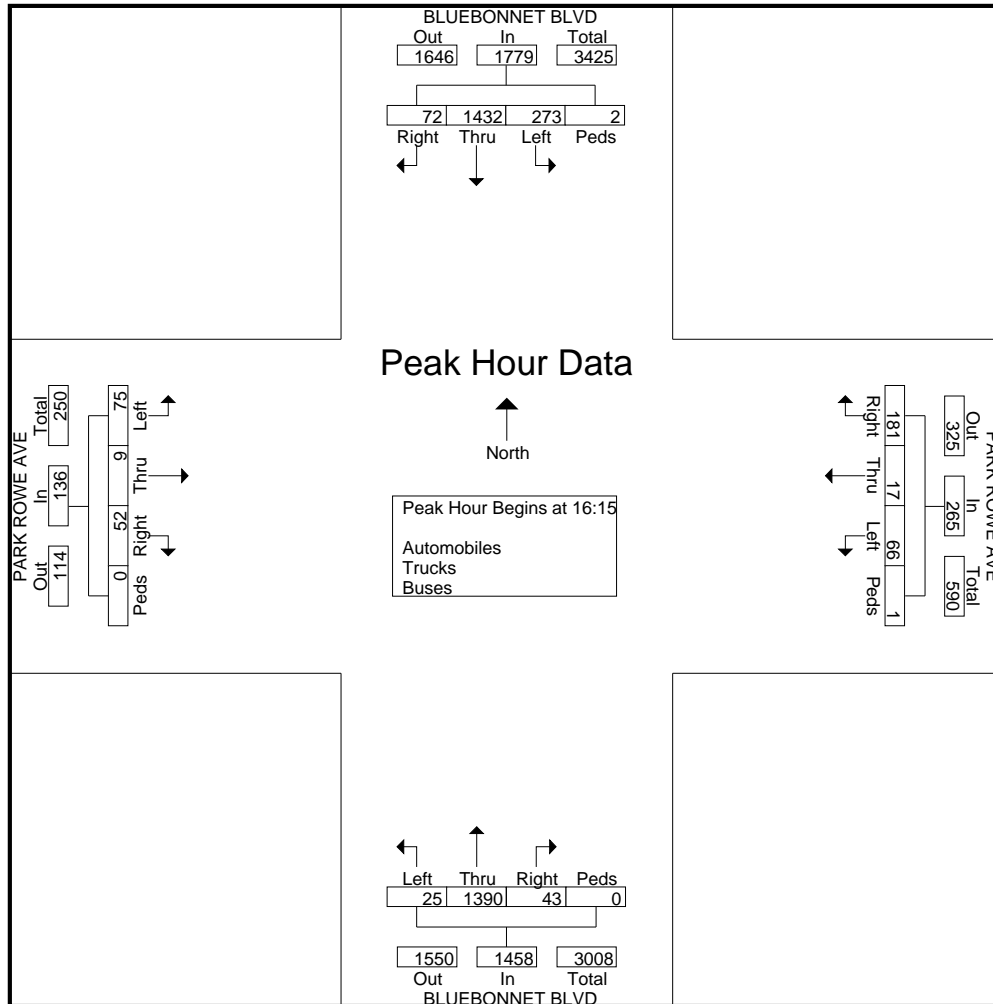 BLUEBONNET BLVD
Out In Total
1646 1779 3425
72 1432 273 2
Right Thru Left Peds
Peak Hour Data
North
Peak Hour Begins at 16:15
Automobiles
Trucks
Buses
PARK ROWE AVE
Out In Total
114 136 250
Left Thru Right Peds
75 9 52 0
PARK ROWE AVE
Out In Total
325 265 590
Right Thru Left Peds
181 17 66 1
Left Thru Right Peds
25 1390 43 0
1550 1458 3008
Out In Total
BLUEBONNET BLVD